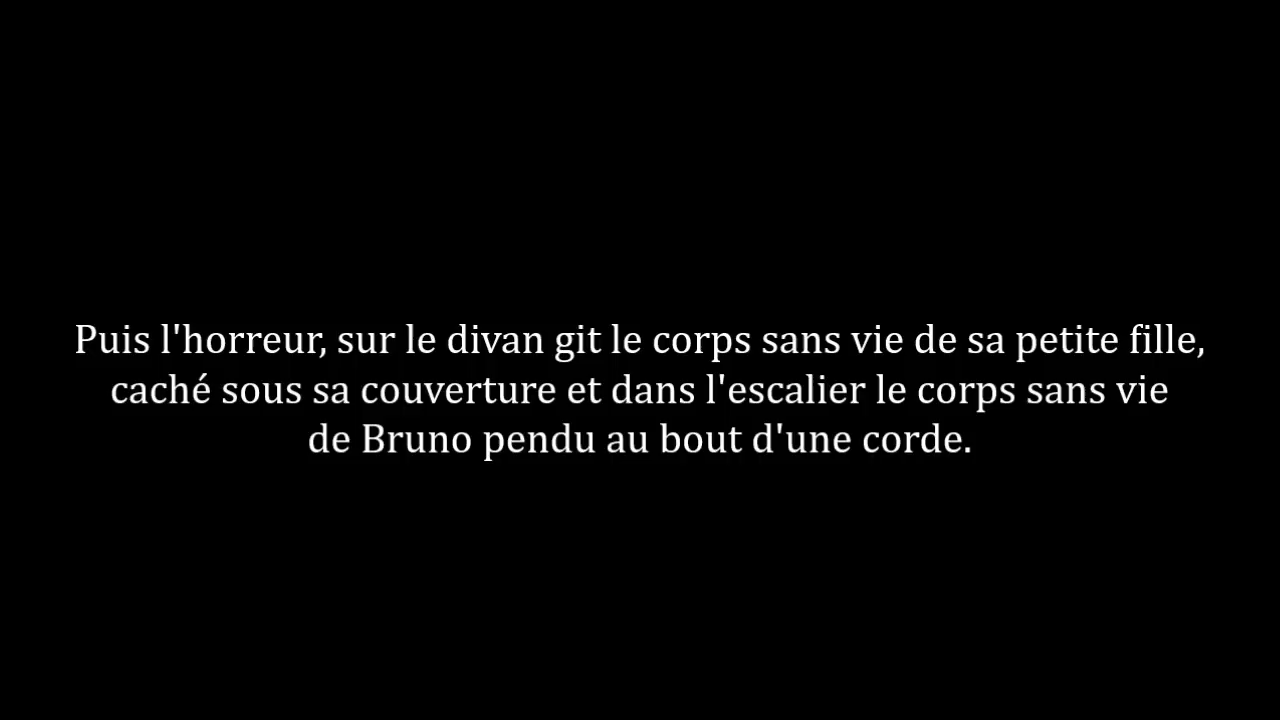 Puis l'horreur, sur le divan git le corps sans vie de sa petite fille,
caché sous sa couverture et dans l'escalier le corps sans vie
de Bruno pendu au bout d'une corde.